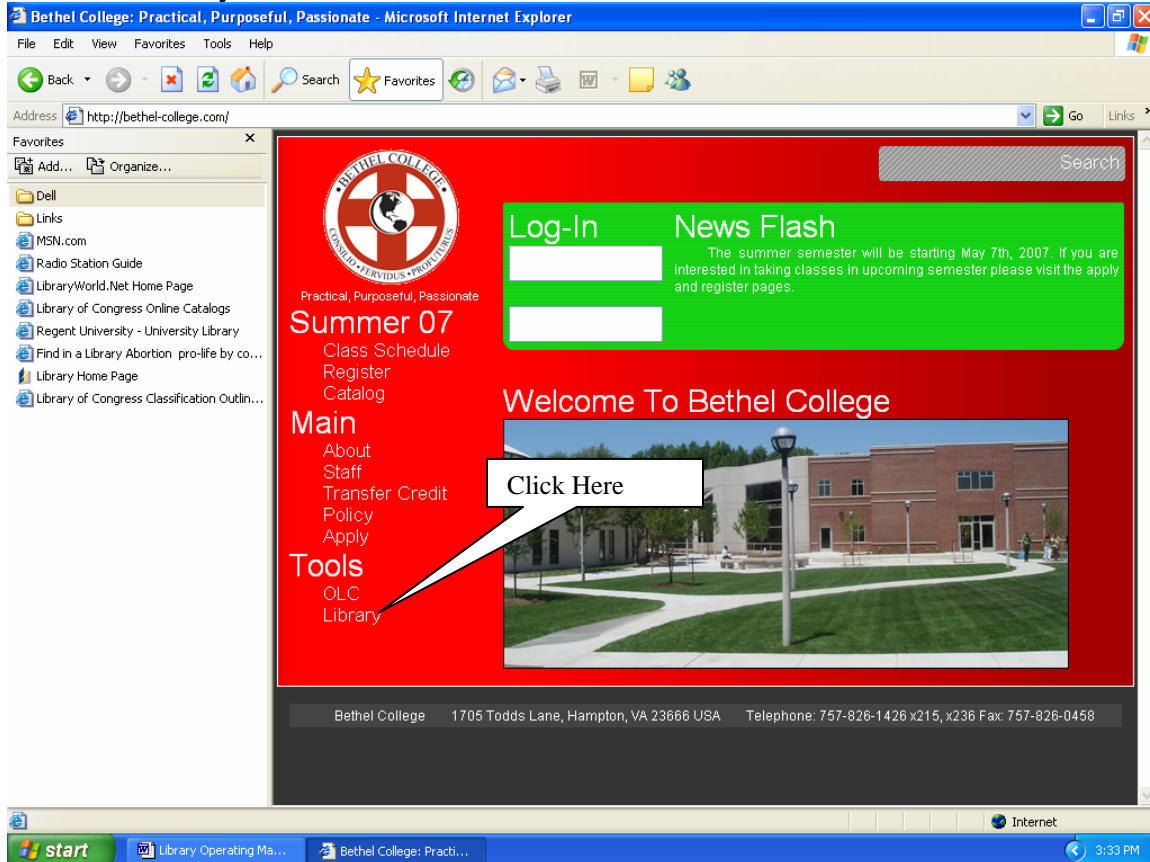 Bethel College: Practical, Purposeful, Passionate - Microsoft Internet Explorer
File Edit View Favorites Tools Help
Back Search Favorites
Address http://bethel-college.com/ Go Links
Favorites
Add... Organize...
Dell
Links
MSN.com
Radio Station Guide
LibraryWorld.Net Home Page
Library of Congress Online Catalogs
Regent University - University Library
Find in a Library Abortion pro-life by co...
Library Home Page
Library of Congress Classification Outlin...
BETHEL COLLEGE
CONSILIO FERVIDUS PROFUTURUS
Practical, Purposeful, Passionate
Summer 07
Class Schedule
Register
Catalog
Main
About
Staff
Transfer Credit
Policy
Apply
Tools
OLC
Library
Search
Log-In
News Flash
The summer semester will be starting May 7th, 2007. If you are
interested in taking classes in upcoming semester please visit the apply
and register pages.
Welcome To Bethel College
Click Here
Bethel College 1705 Todds Lane, Hampton, VA 23666 USA Telephone: 757-826-1426 x215, x236 Fax: 757-826-0458
Internet
start Library Operating Ma... Bethel College: Practi... 3:33 PM